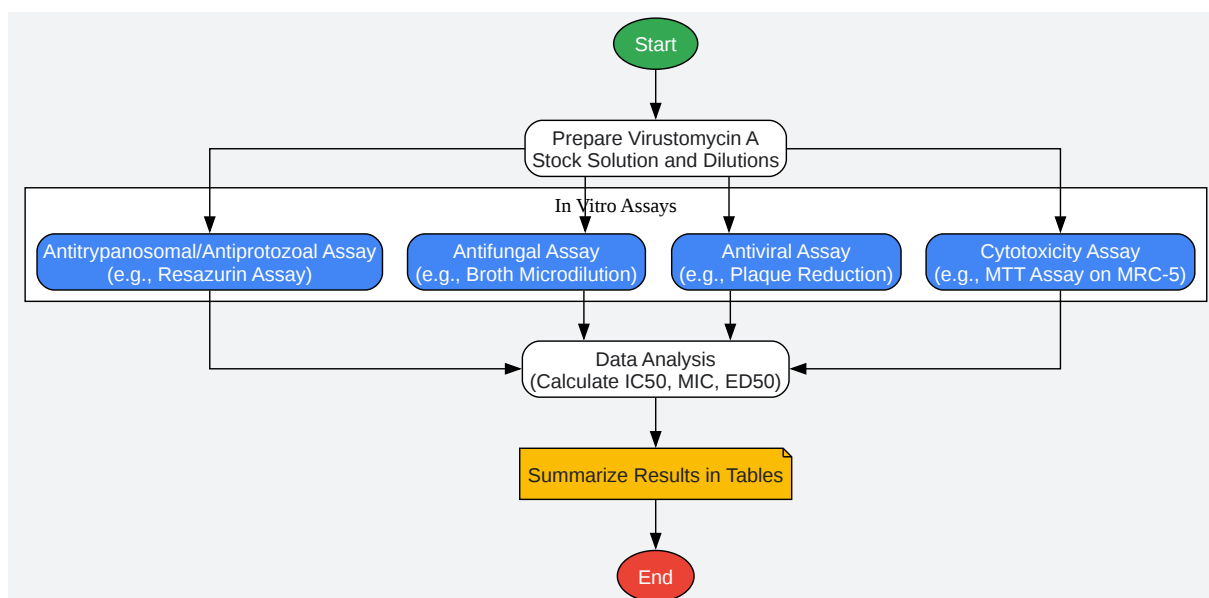 Start
Prepare Virustomycin A
Stock Solution and Dilutions
In Vitro Assays
Antitrypanosomal/Antiprotozoal Assay
(e.g., Resazurin Assay)
Antifungal Assay
(e.g., Broth Microdilution)
Antiviral Assay
(e.g., Plaque Reduction)
Cytotoxicity Assay
(e.g., MTT Assay on MRC-5)
Data Analysis
(Calculate IC50, MIC, ED50)
Summarize Results in Tables
End